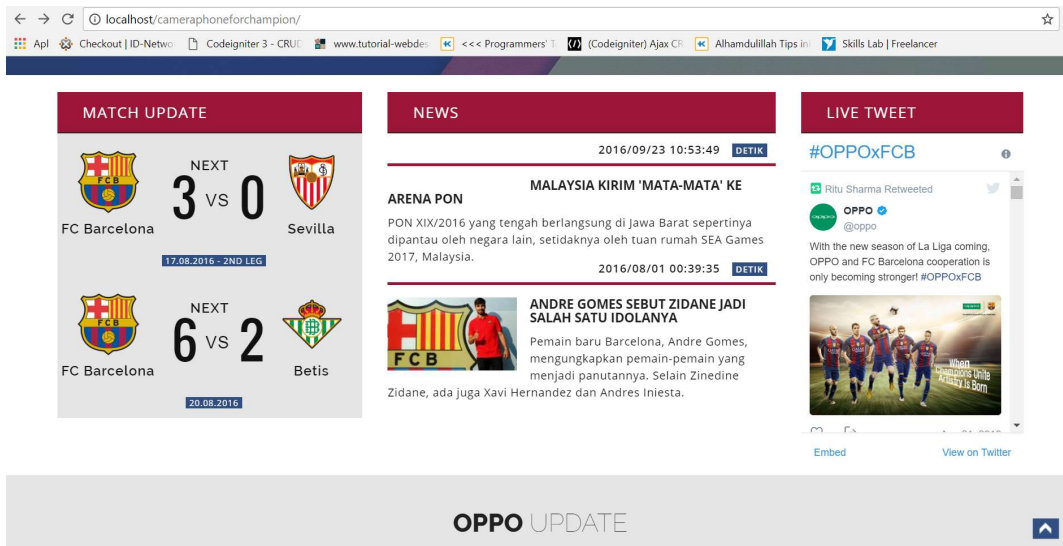 localhost/cameraphoneforchampion/
Apl Checkout | ID-Netwo Codeigniter 3 - CRUD www.tutorial-webdes <<< Programmers' T (Codeigniter) Ajax CR Alhamdulillah Tips ini Skills Lab | Freelancer
MATCH UPDATE
NEXT
3 VS 0
FC Barcelona Sevilla
17.08.2016 - 2ND LEG
NEXT
6 VS 2
FC Barcelona Betis
20.08.2016
NEWS
2016/09/23 10:53:49 DETIK
MALAYSIA KIRIM 'MATA-MATA' KE
ARENA PON
PON XIX/2016 yang tengah berlangsung di Jawa Barat sepertinya
dipantau oleh negara lain, setidaknya oleh tuan rumah SEA Games
2017, Malaysia.
2016/08/01 00:39:35 DETIK
FCB
ANDRE GOMES SEBUT ZIDANE JADI
SALAH SATU IDOLANYA
Pemain baru Barcelona, Andre Gomes,
mengungkapkan pemain-pemain yang
menjadi panutannya. Selain Zinedine
Zidane, ada juga Xavi Hernandez dan Andres Iniesta.
LIVE TWEET
#OPPOxFCB
Ritu Sharma Retweeted
OPPO
@oppo
With the new season of La Liga coming,
OPPO and FC Barcelona cooperation is
only becoming stronger! #OPPOxFCB
When
Champions Unite
Artistry Is Born
Embed View on Twitter
OPPO UPDATE